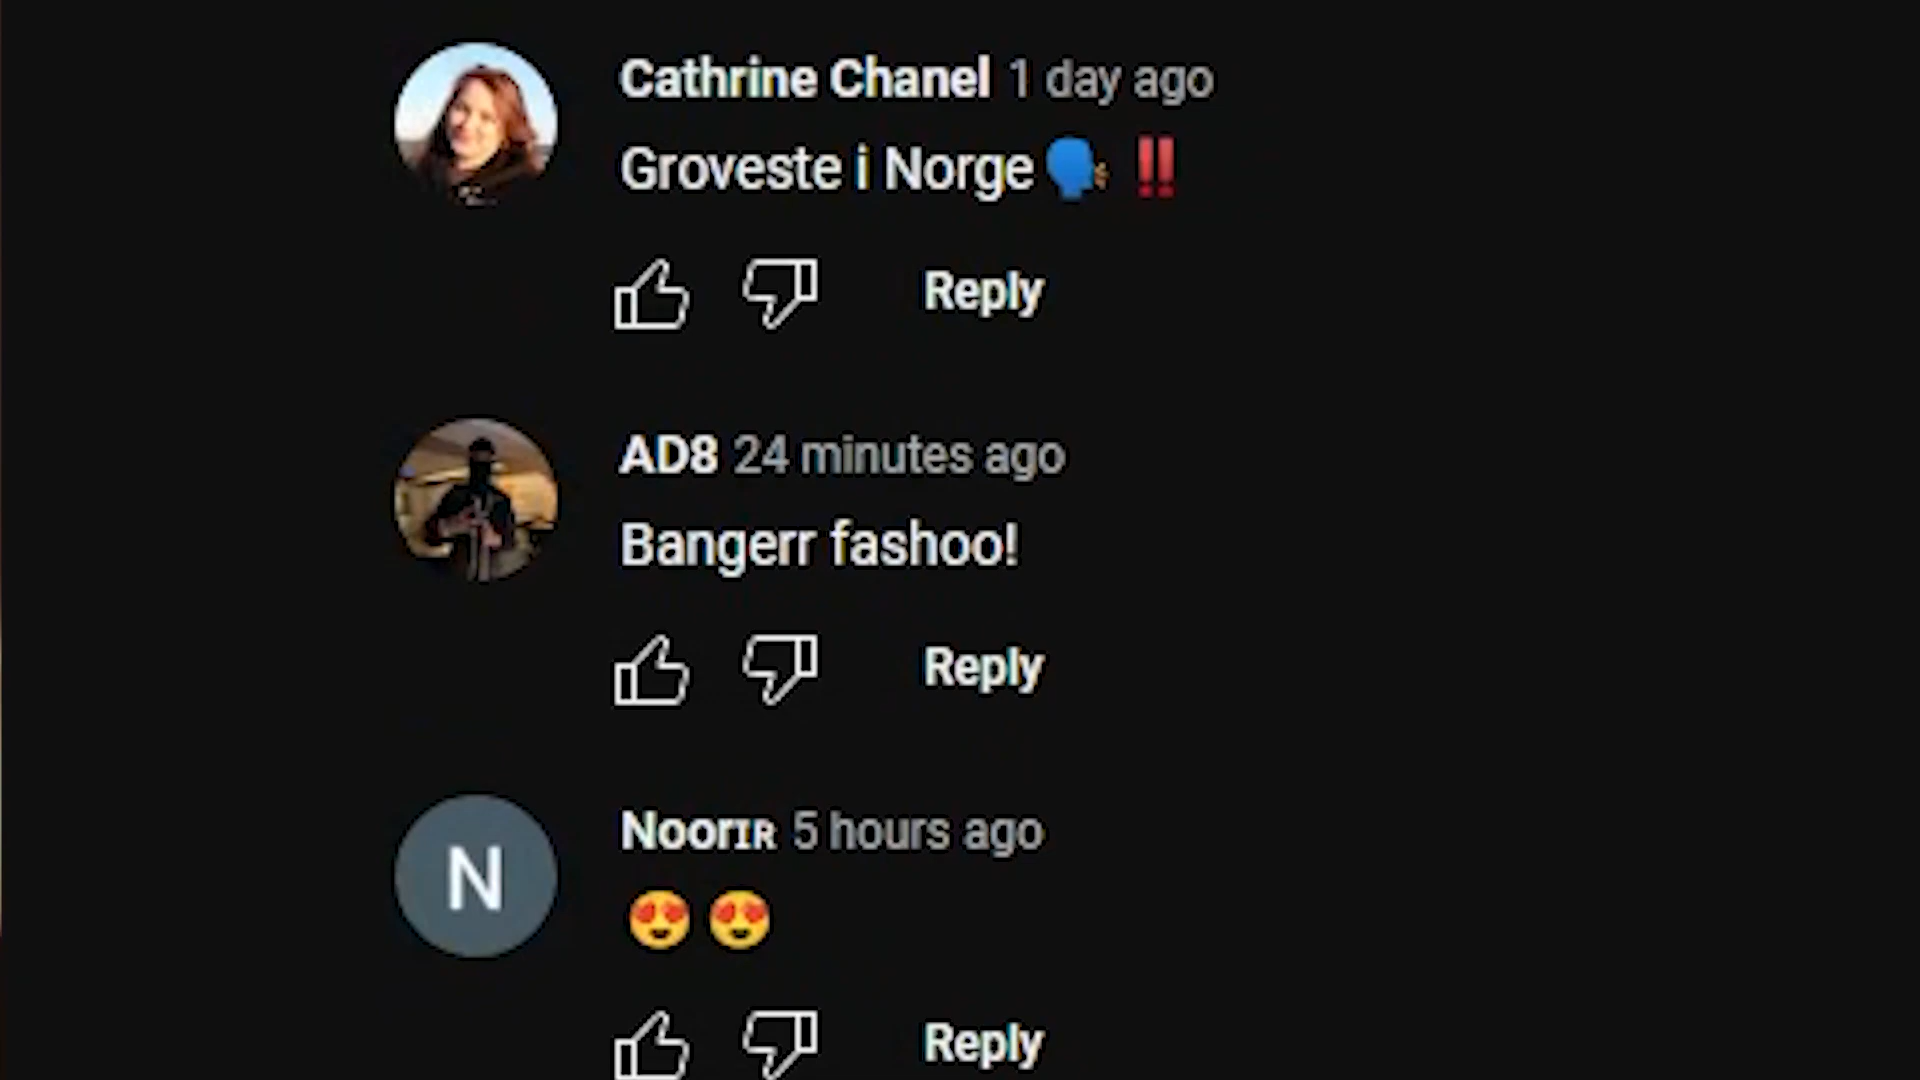 Cathrine Chanel 1 day ago
Groveste i Norge 🗣️ ‼️
Reply
AD8 24 minutes ago
Bangerr fashoo!
Reply
N
Noorɪʀ 5 hours ago
😍 😍
Reply